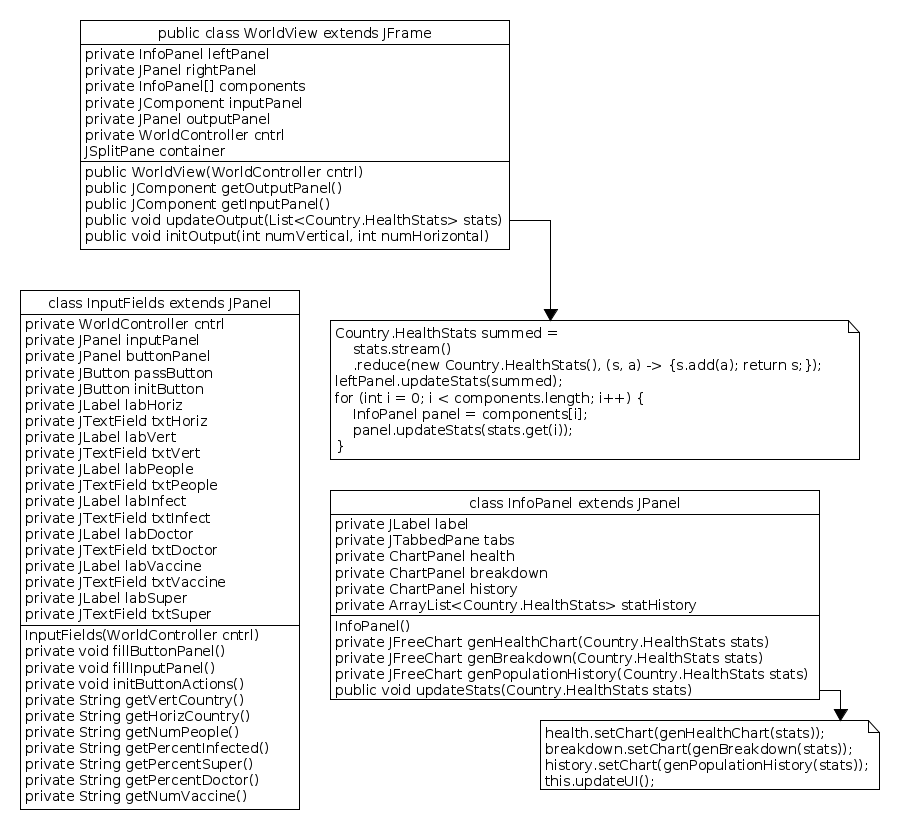 public class WorldView extends JFrame
private InfoPanel leftPanel
private JPanel rightPanel
private InfoPanel[] components
private JComponent inputPanel
private JPanel outputPanel
private WorldController cntrl
JSplitPane container
public WorldView(WorldController cntrl)
public JComponent getOutputPanel()
public JComponent getInputPanel()
public void updateOutput(List<Country.HealthStats> stats)
public void initOutput(int numVertical, int numHorizontal)
class InputFields extends JPanel
private WorldController cntrl
private JPanel inputPanel
private JPanel buttonPanel
private JButton passButton
private JButton initButton
private JLabel labHoriz
private JTextField txtHoriz
private JLabel labVert
private JTextField txtVert
private JLabel labPeople
private JTextField txtPeople
private JLabel labInfect
private JTextField txtInfect
private JLabel labDoctor
private JTextField txtDoctor
private JLabel labVaccine
private JTextField txtVaccine
private JLabel labSuper
private JTextField txtSuper
InputFields(WorldController cntrl)
private void fillButtonPanel()
private void fillInputPanel()
private void initButtonActions()
private String getVertCountry()
private String getHorizCountry()
private String getNumPeople()
private String getPercentInfected()
private String getPercentSuper()
private String getPercentDoctor()
private String getNumVaccine()
Country.HealthStats summed =
stats.stream()
.reduce(new Country.HealthStats(), (s, a) -> {s.add(a); return s;});
leftPanel.updateStats(summed);
for (int i = 0; i < components.length; i++) {
InfoPanel panel = components[i];
panel.updateStats(stats.get(i));
}
class InfoPanel extends JPanel
private JLabel label
private JTabbedPane tabs
private ChartPanel health
private ChartPanel breakdown
private ChartPanel history
private ArrayList<Country.HealthStats> statHistory
InfoPanel()
private JFreeChart genHealthChart(Country.HealthStats stats)
private JFreeChart genBreakdown(Country.HealthStats stats)
private JFreeChart genPopulationHistory(Country.HealthStats stats)
public void updateStats(Country.HealthStats stats)
health.setChart(genHealthChart(stats));
breakdown.setChart(genBreakdown(stats));
history.setChart(genPopulationHistory(stats));
this.updateUI();